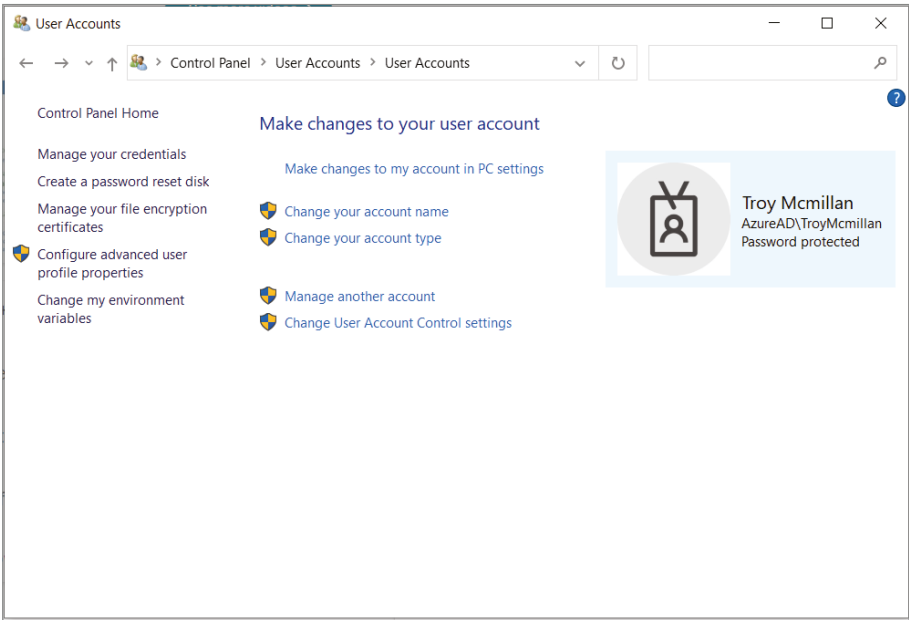 User Accounts
Control Panel > User Accounts > User Accounts
?
Control Panel Home
Manage your credentials
Create a password reset disk
Manage your file encryption
certificates
Configure advanced user
profile properties
Change my environment
variables
Make changes to your user account
Make changes to my account in PC settings
Change your account name
Change your account type
Manage another account
Change User Account Control settings
Troy Mcmillan
AzureAD\TroyMcmillan
Password protected